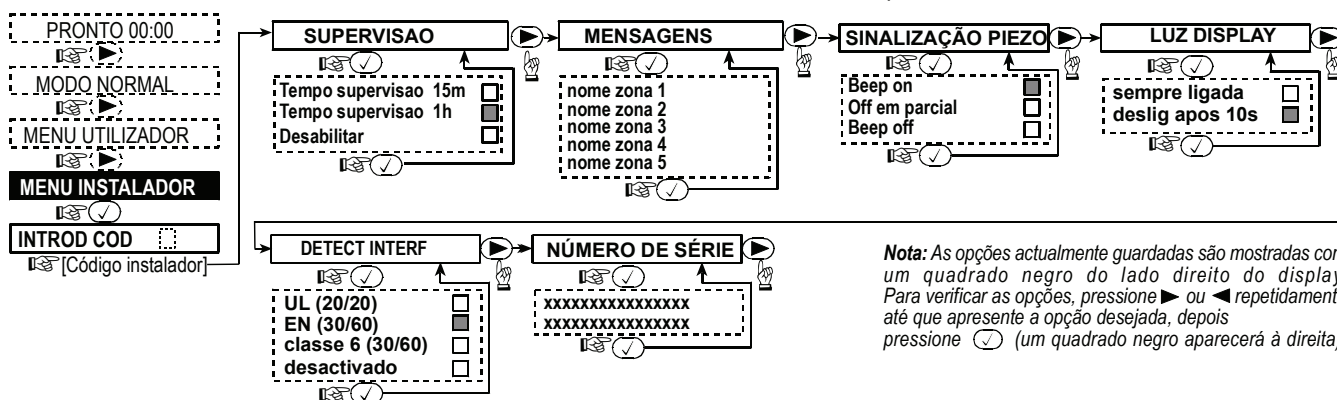 PRONTO 00:00
MODO NORMAL
MENU UTILIZADOR
MENU INSTALADOR
INTROD COD
[Código instalador]
SUPERVISAO
Tempo supervisao 15m
Tempo supervisao 1h
Desabilitar
MENSAGENS
nome zona 1
nome zona 2
nome zona 3
nome zona 4
nome zona 5
SINALIZAÇÃO PIEZO
Beep on
Off em parcial
Beep off
LUZ DISPLAY
sempre ligada
deslig apos 10s
DETECT INTERF
UL (20/20)
EN (30/60)
classe 6 (30/60)
desactivado
NÚMERO DE SÉRIE
xxxxxxxxxxxxxxxx
xxxxxxxxxxxxxxxx
Nota: As opções actualmente guardadas são mostradas
um quadrado negro do lado direito do display
Para verificar as opções, pressione ▶ ou ◀ repetidament
até que apresente a opção desejada, depois
pressione (✓) (um quadrado negro aparecerá à direita)